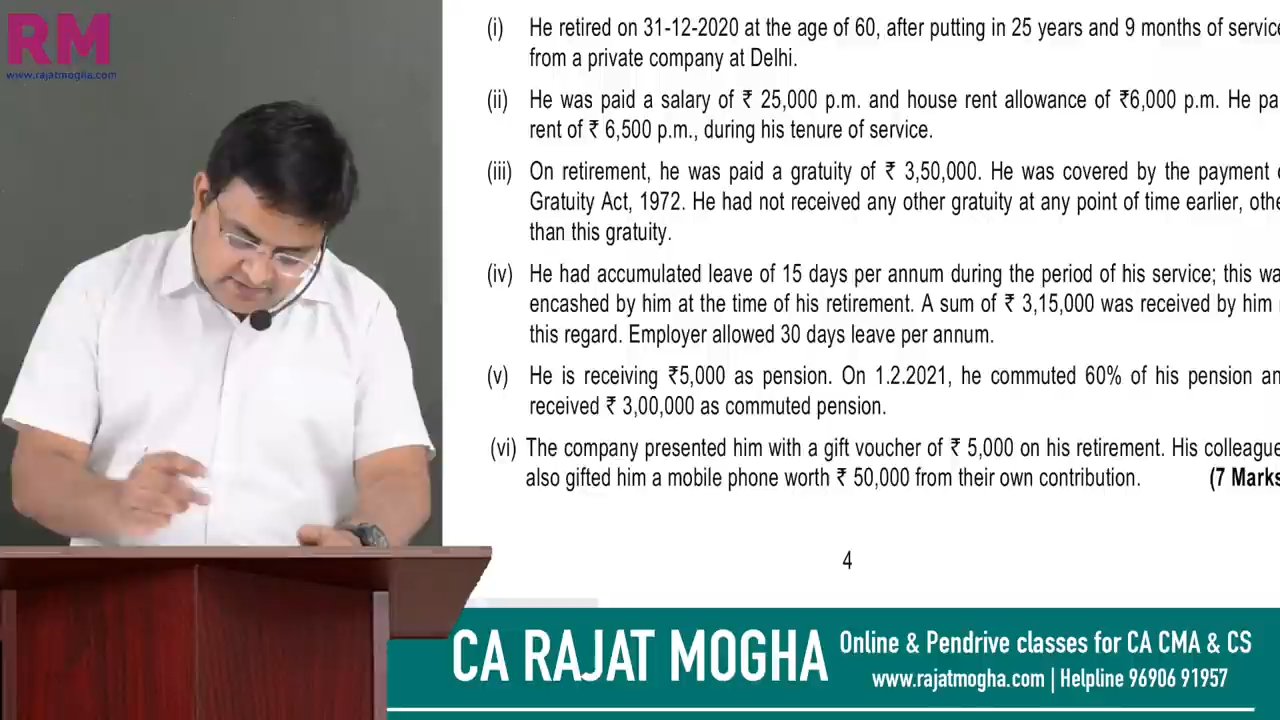 RM
www.rajatmogha.com
(i) He retired on 31-12-2020 at the age of 60, after putting in 25 years and 9 months of service
from a private company at Delhi.
(ii) He was paid a salary of ₹ 25,000 p.m. and house rent allowance of ₹6,000 p.m. He pa
rent of ₹ 6,500 p.m., during his tenure of service.
(iii) On retirement, he was paid a gratuity of ₹ 3,50,000. He was covered by the payment o
Gratuity Act, 1972. He had not received any other gratuity at any point of time earlier, othe
than this gratuity.
(iv) He had accumulated leave of 15 days per annum during the period of his service; this wa
encashed by him at the time of his retirement. A sum of ₹ 3,15,000 was received by him
this regard. Employer allowed 30 days leave per annum.
(v) He is receiving ₹5,000 as pension. On 1.2.2021, he commuted 60% of his pension an
received ₹ 3,00,000 as commuted pension.
(vi) The company presented him with a gift voucher of ₹ 5,000 on his retirement. His colleague
also gifted him a mobile phone worth ₹ 50,000 from their own contribution. (7 Marks
4
CA RAJAT MOGHA
Online & Pendrive classes for CA CMA & CS
www.rajatmogha.com | Helpline 96906 91957